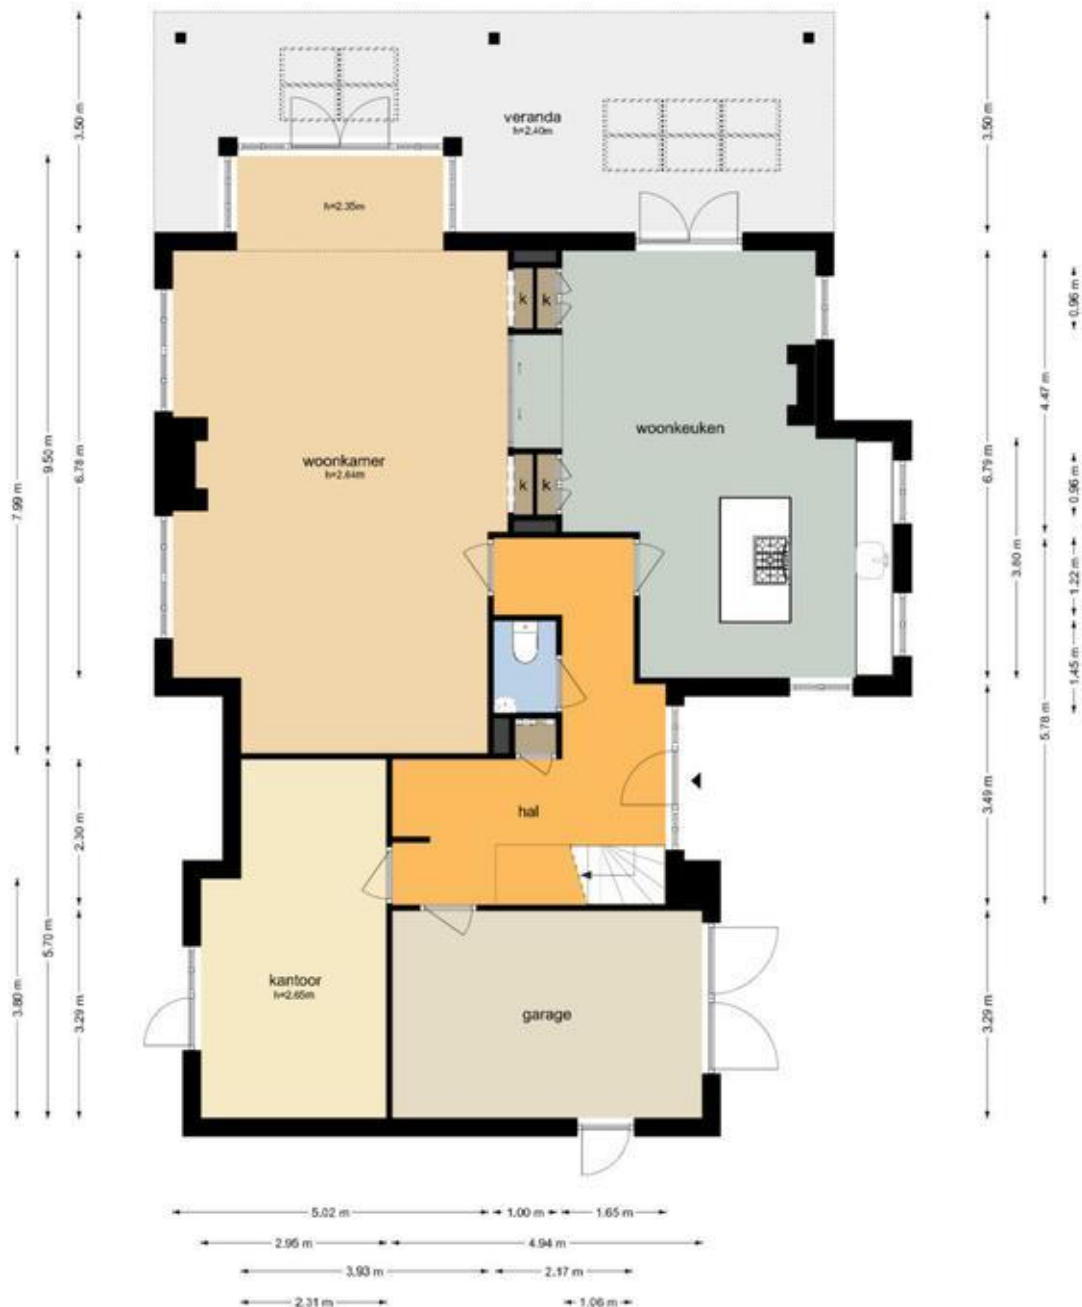 veranda
h=2.40m
h=2.35m
k
k
woonkeuken
woonkamer
h=2.64m
k
k
hal
kantoor
h=2.65m
garage
3.50 m
9.50 m
7.99 m
6.78 m
2.30 m
5.70 m
3.80 m
3.29 m
3.50 m
0.96 m
4.47 m
6.79 m
0.96 m
3.80 m
1.22 m
1.45 m
5.78 m
3.49 m
3.29 m
5.02 m
1.00 m
1.65 m
2.95 m
4.94 m
3.93 m
2.17 m
2.31 m
1.06 m